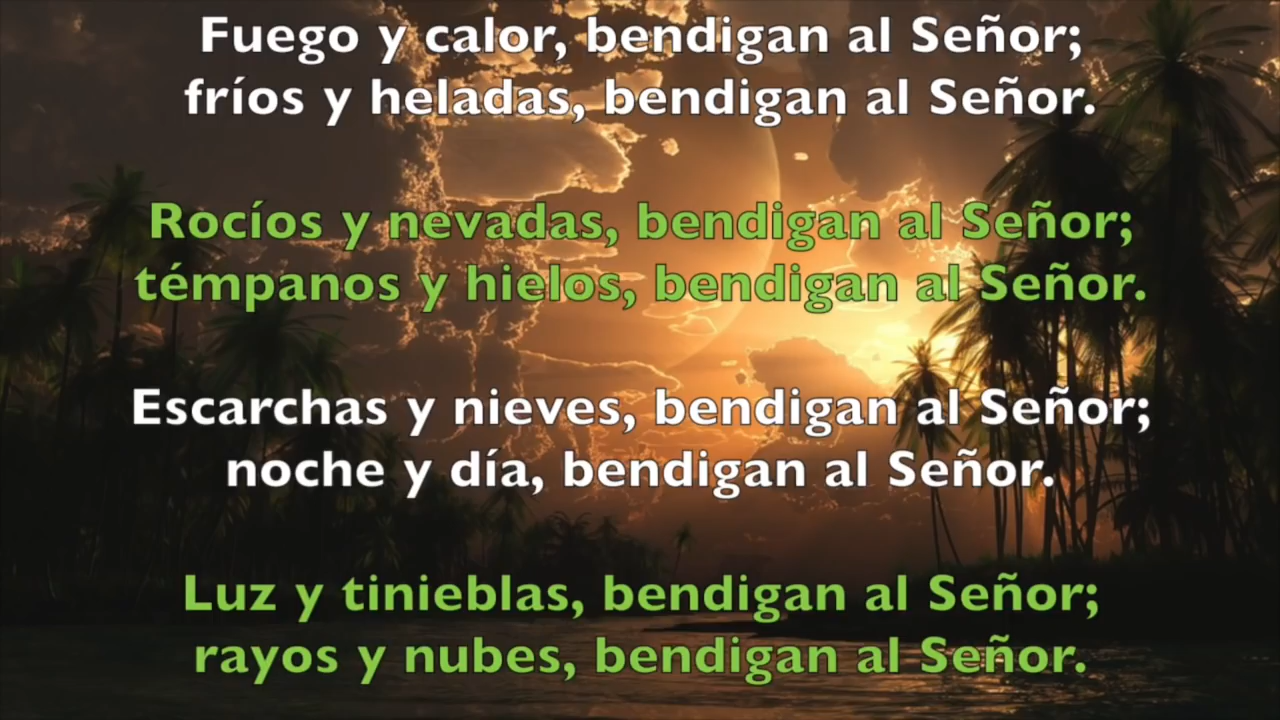 Fuego y calor, bendigan al Señor;
fríos y heladas, bendigan al Señor.
Rocíos y nevadas, bendigan al Señor;
témpanos y hielos, bendigan al Señor.
Escarchas y nieves, bendigan al Señor;
noche y día, bendigan al Señor.
Luz y tinieblas, bendigan al Señor;
rayos y nubes, bendigan al Señor.